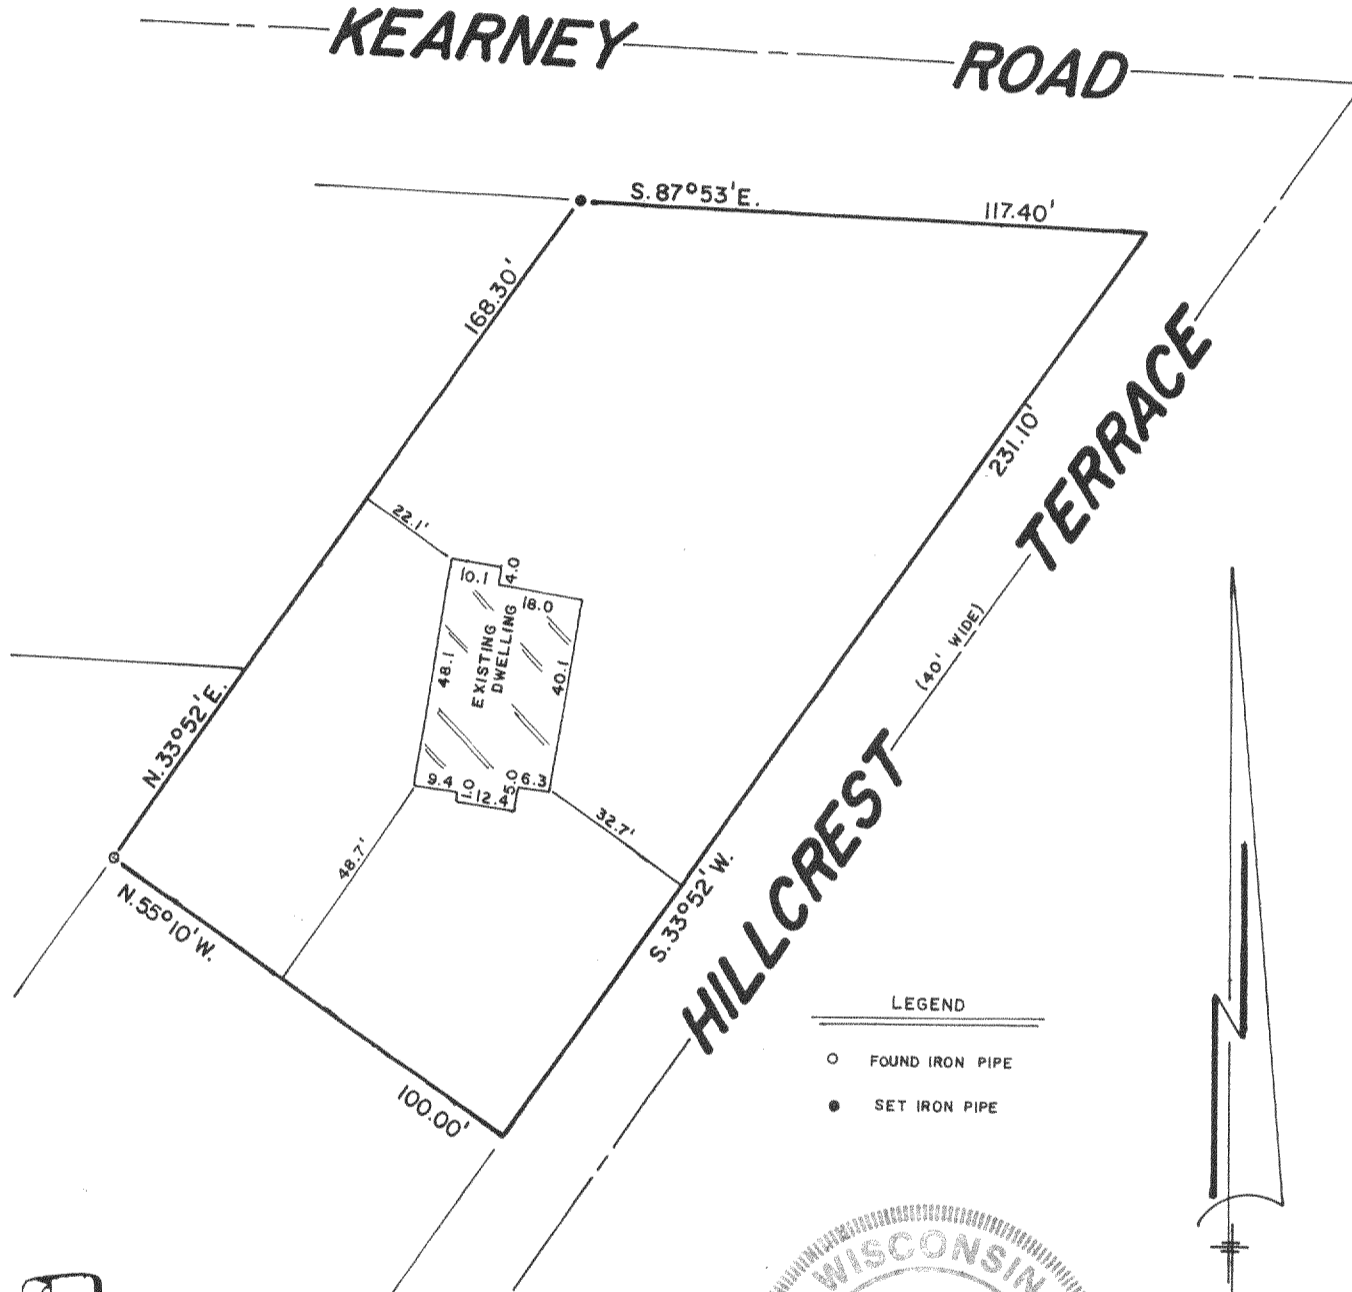 KEARNEY ROAD
S. 87°53'E. 117.40'
168.30'
231.10'
TERRACE
22.1'
10.1
4.0
18.0
EXISTING
DWELLING
48.1
40.1
(40' WIDE)
N. 33°52'E.
9.4
1.0
12.4
5.0
6.3
32.7'
48.7'
HILLCREST
S. 33°52'W.
N. 55°10'W.
100.00'
LEGEND
FOUND IRON PIPE
SET IRON PIPE
N
WISCONSIN